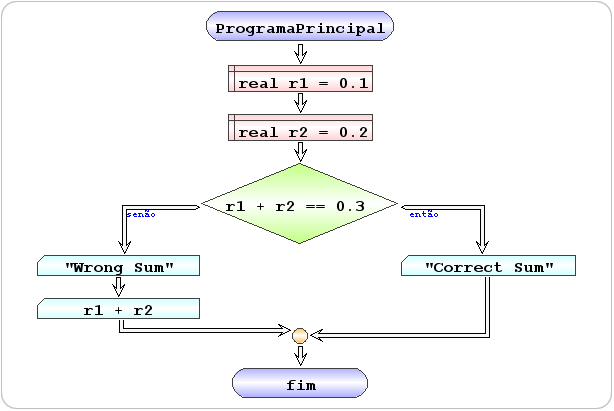 ProgramaPrincipal
real r1 = 0.1
real r2 = 0.2
r1 + r2 == 0.3
senão
então
"Wrong Sum"
"Correct Sum"
r1 + r2
fim